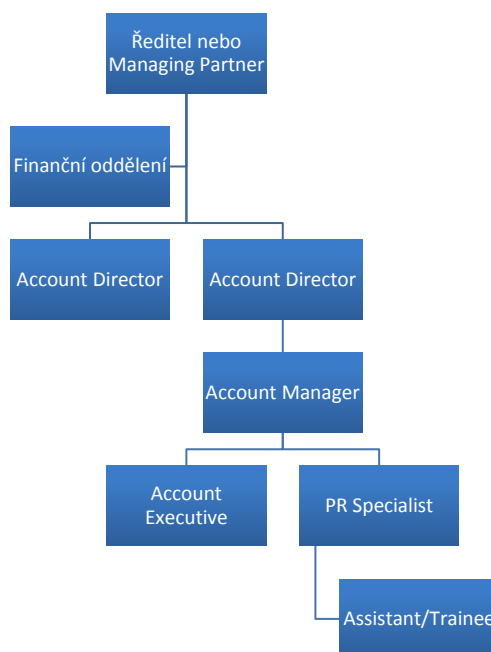 Ředitel nebo
Managing Partner
Finanční oddělení
Account Director
Account Director
Account Manager
Account
Executive
PR Specialist
Assistant/Trainee